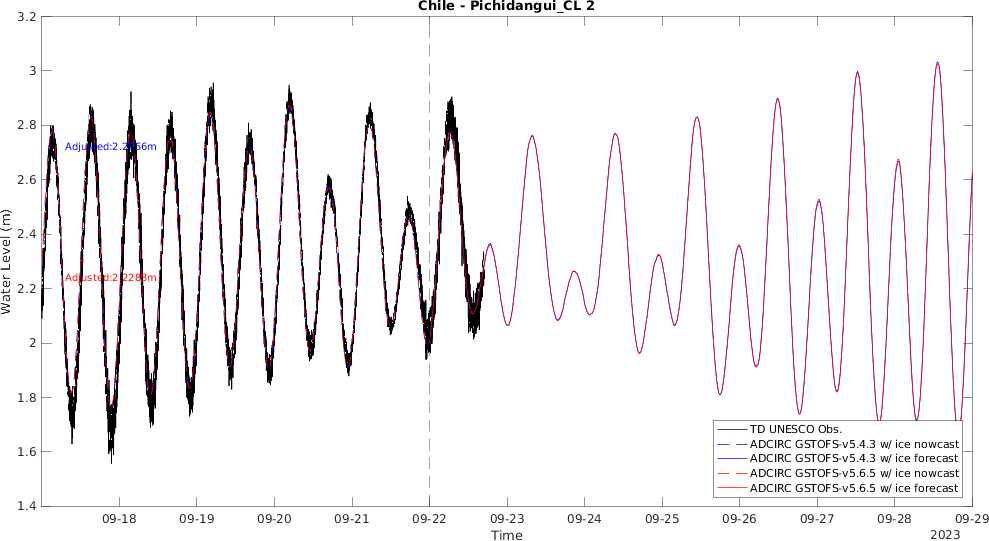 Chile - Pichidangui_CL 2
3.2
3
2.8
2.6
2.4
2.2
2
1.8
1.6
1.4
Water Level (m)
Adjusted:2.2283m
TD UNESCO Obs.
ADCIRC GSTOFS-v5.4.3 w/ ice nowcast
ADCIRC GSTOFS-v5.4.3 w/ ice forecast
ADCIRC GSTOFS-v5.6.5 w/ ice nowcast
ADCIRC GSTOFS-v5.6.5 w/ ice forecast
09-18
09-19
09-20
09-21
09-22
09-23
09-24
09-25
09-26
09-27
09-28
09-29
Time
2023